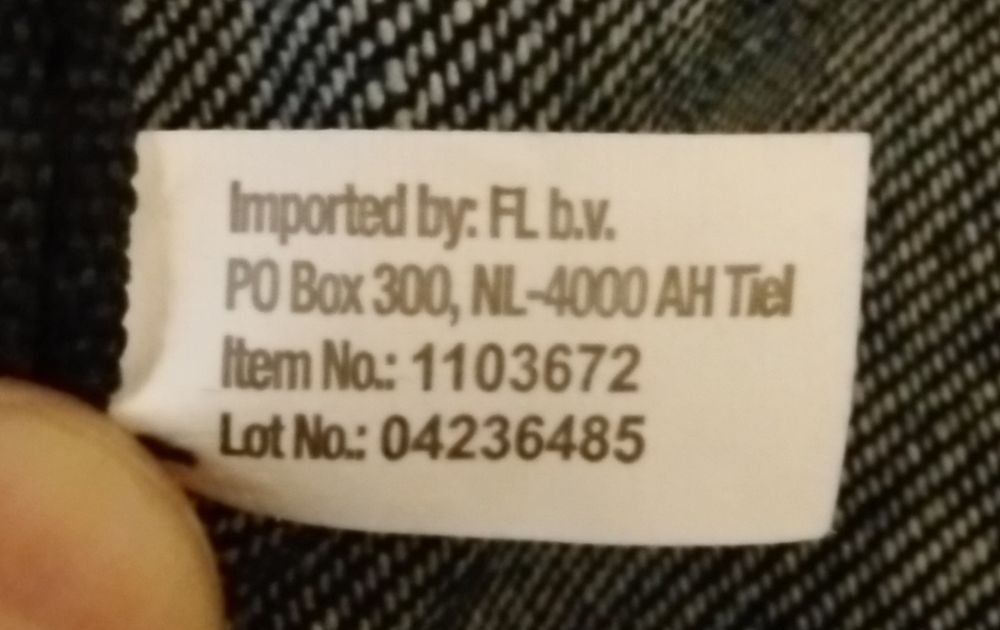 Imported by: FL b.v.
PO Box 300, NL-4000 AH Tiel
Item No.: 1103672
Lot No.: 04236485